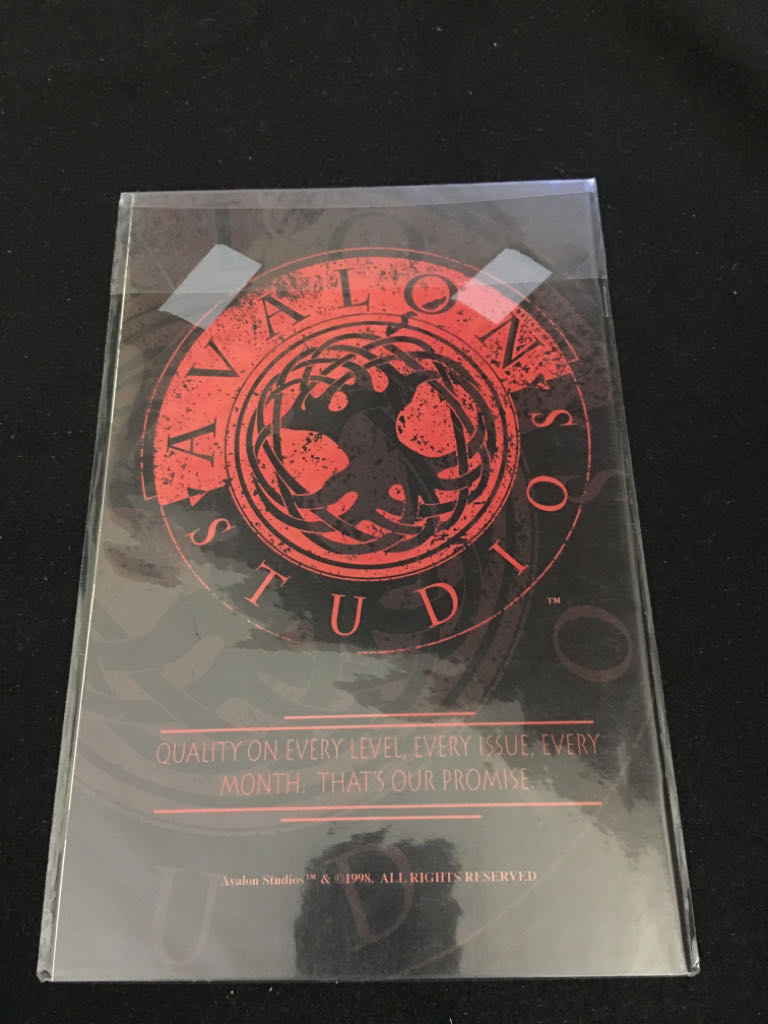 AVALON
STUDIOS
™
QUALITY ON EVERY LEVEL, EVERY ISSUE, EVERY
MONTH. THAT'S OUR PROMISE.
Avalon Studios™ & ©1998. ALL RIGHTS RESERVED